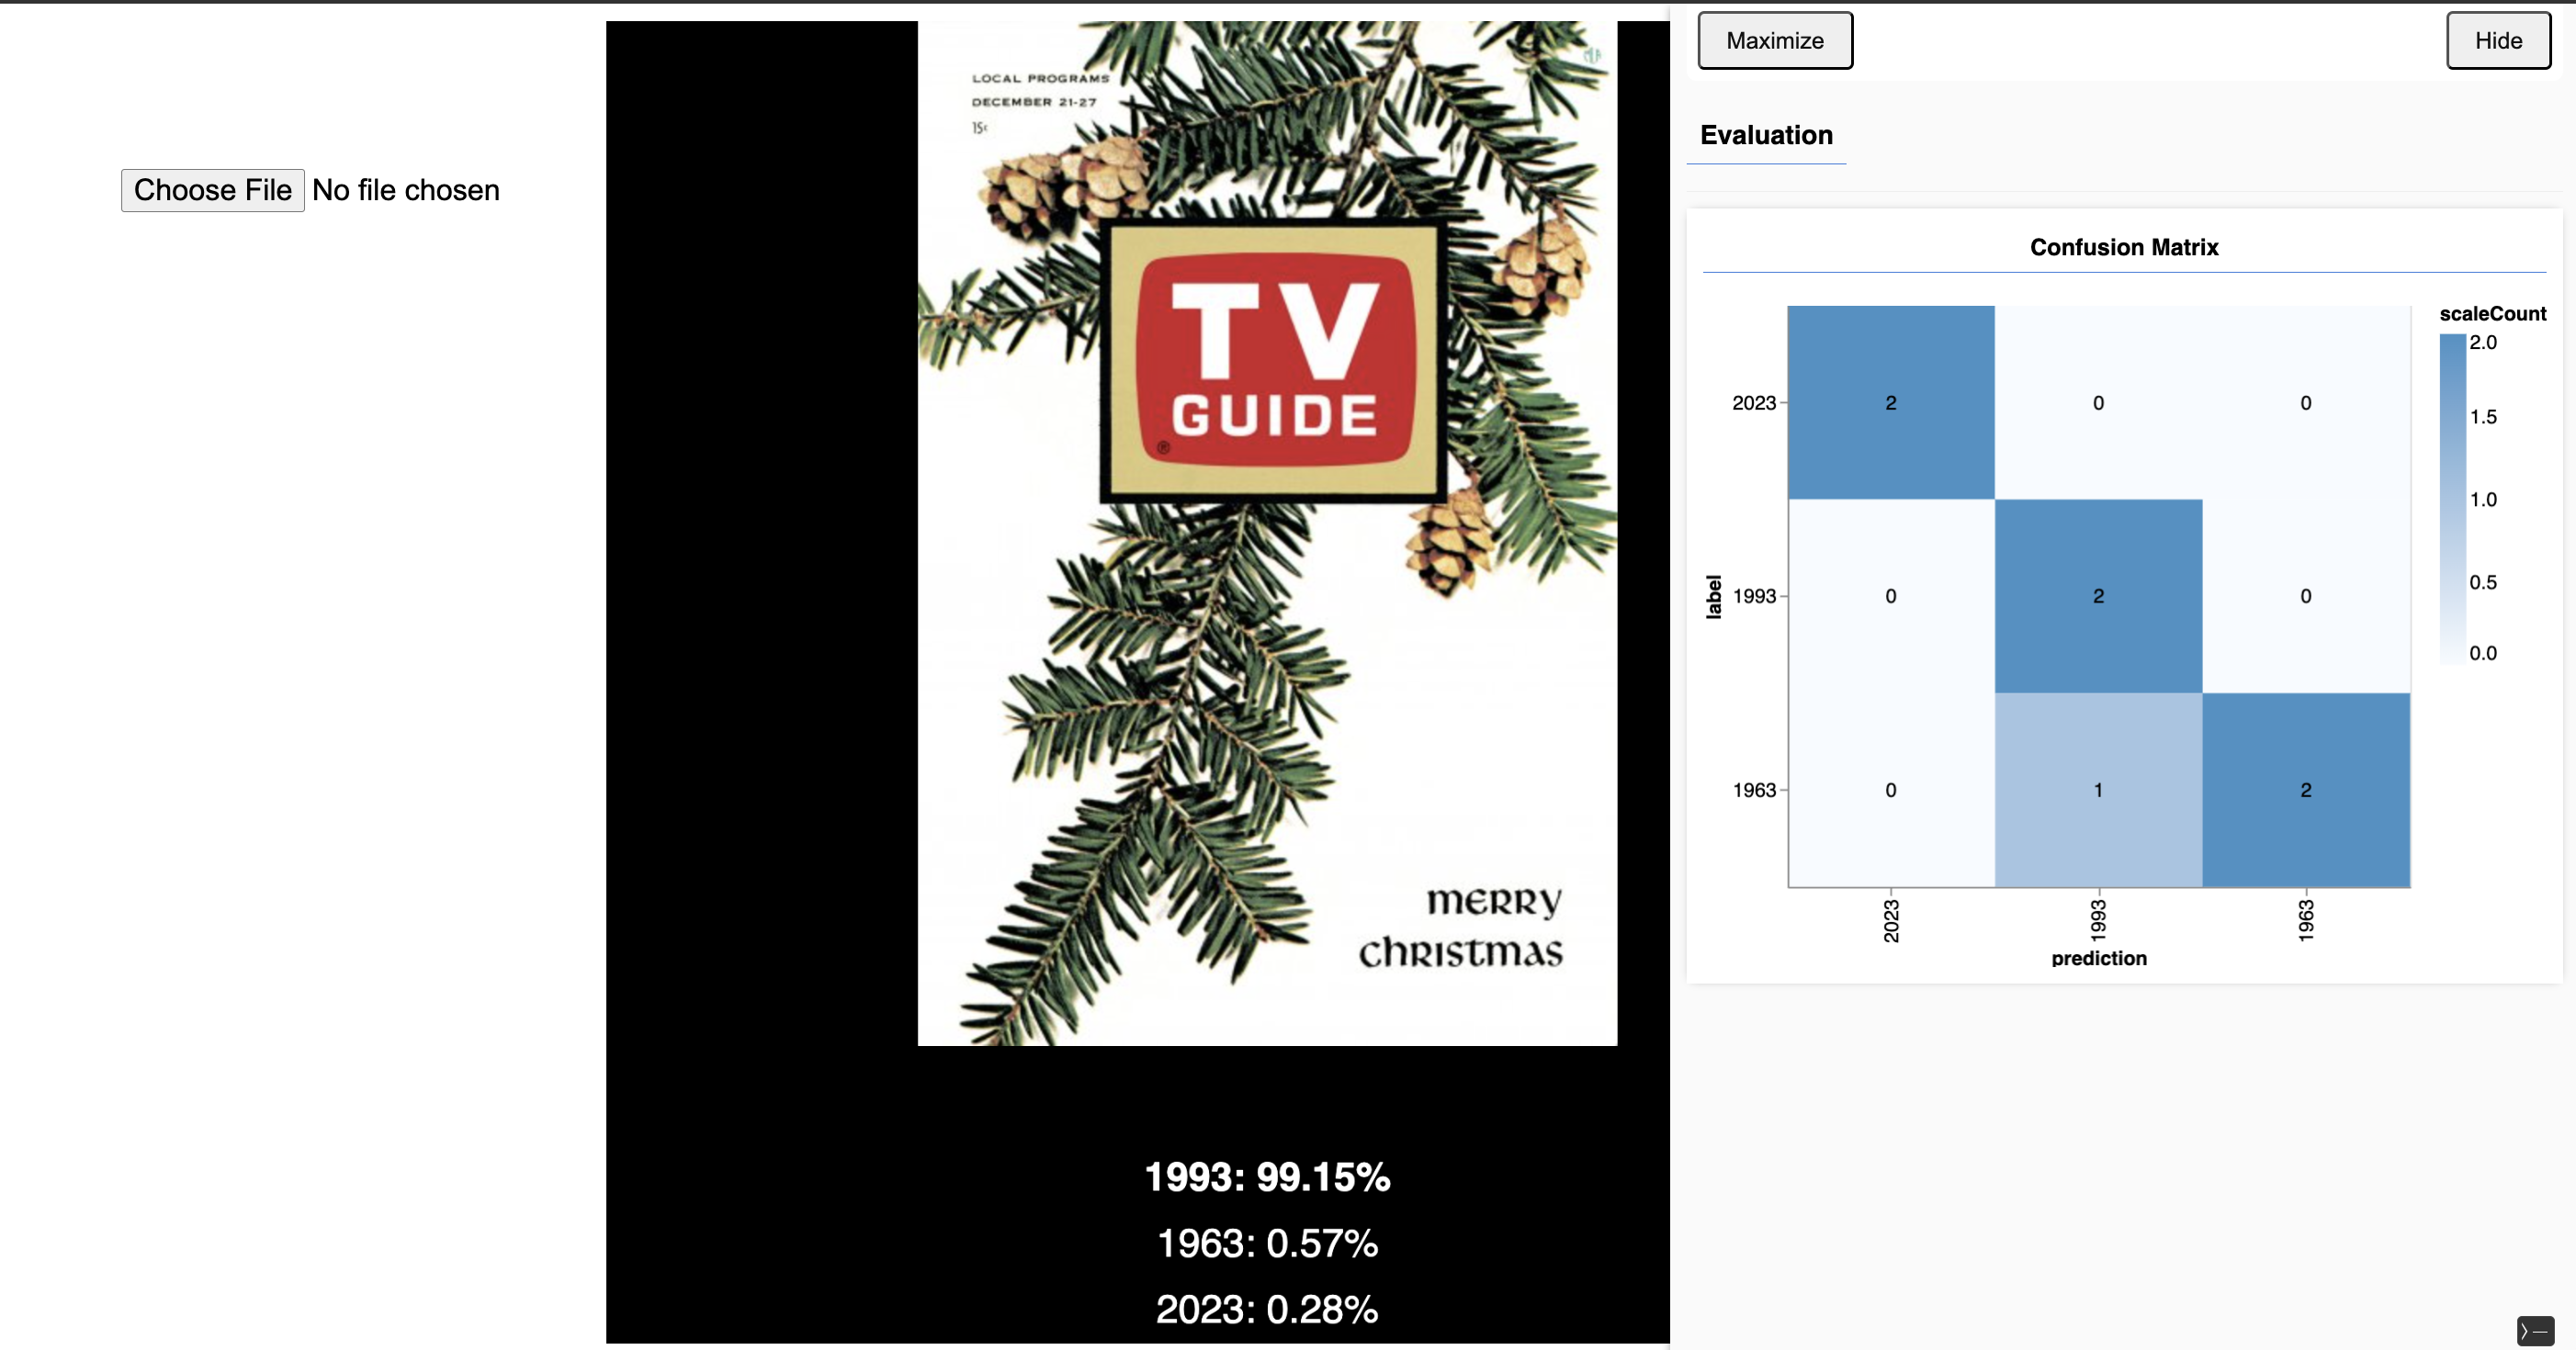 Choose File No file chosen
LOCAL PROGRAMS
DECEMBER 21-27
15¢
TV
GUIDE
®
MERRY
CHRISTMAS
1993: 99.15%
1963: 0.57%
2023: 0.28%
Maximize
Hide
Evaluation
Confusion Matrix
scaleCount
2.0
1.5
1.0
0.5
0.0
label
2023 2 0 0
1993 0 2 0
1963 0 1 2
2023 1993 1963
prediction